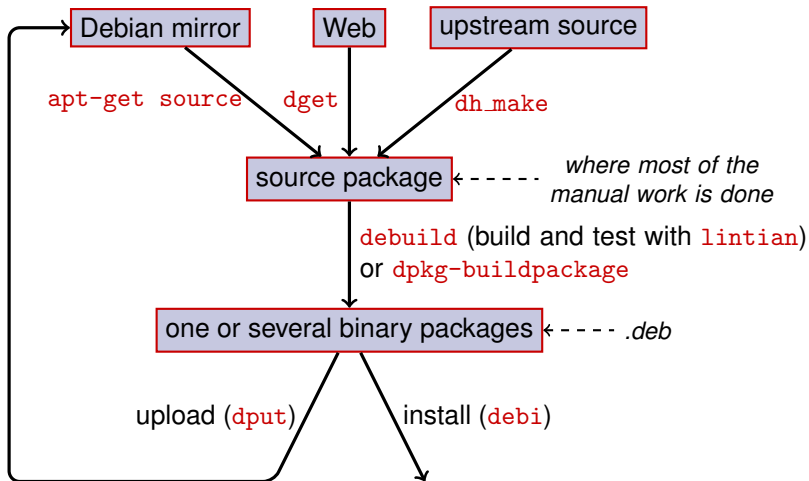 Debian mirror
Web
upstream source
apt-get source
dget
dh_make
source package
where most of the
manual work is done
debuild (build and test with lintian)
or dpkg-buildpackage
one or several binary packages
.deb
upload (dput)
install (debi)